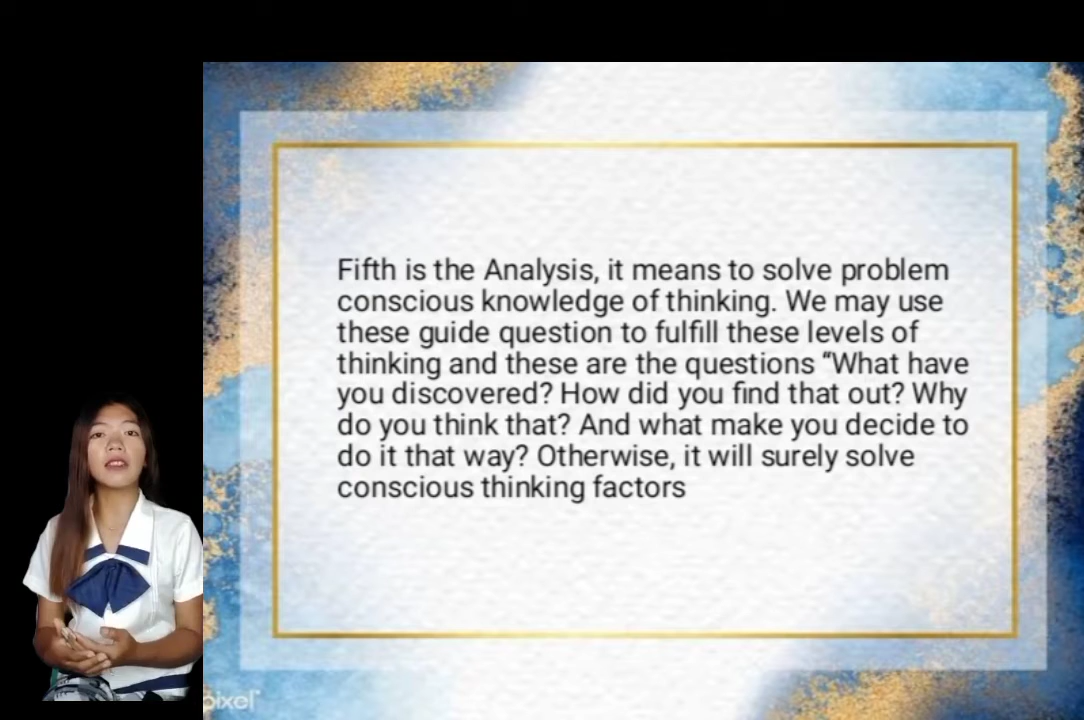 Fifth is the Analysis, it means to solve problem
conscious knowledge of thinking. We may use
these guide question to fulfill these levels of
thinking and these are the questions “What have
you discovered? How did you find that out? Why
do you think that? And what make you decide to
do it that way? Otherwise, it will surely solve
conscious thinking factors
pixel